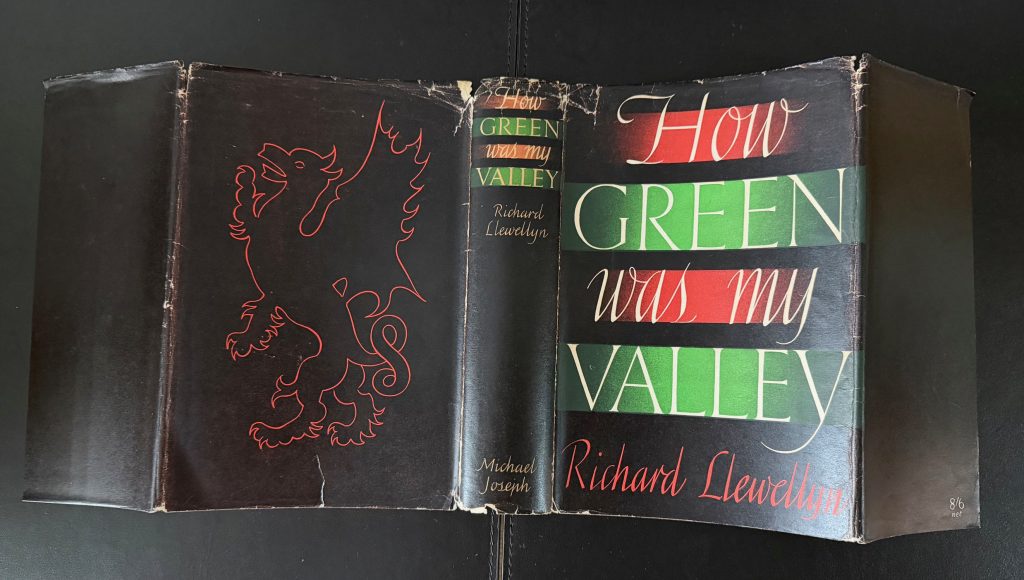 How
GREEN
was my
VALLEY
Richard
Llewellyn
Michael
Joseph
How
GREEN
was my
VALLEY
Richard Llewellyn
8/6
net